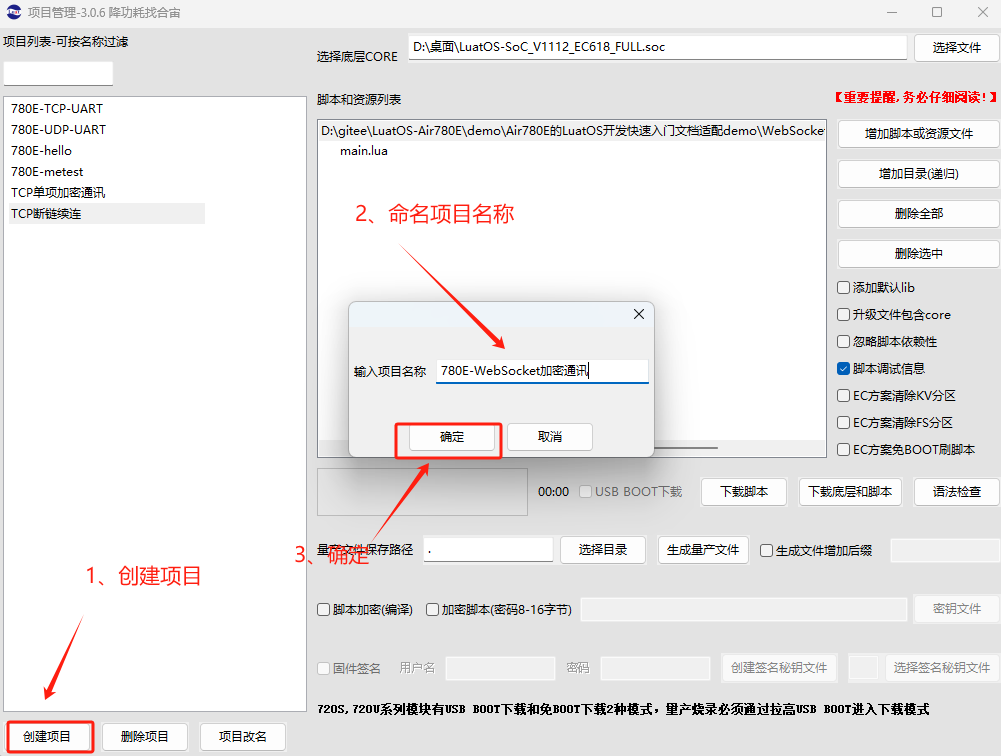 项目管理-3.0.6 降功耗找合宙
项目列表-可按名称过滤
780E-TCP-UART
780E-UDP-UART
780E-hello
780E-metest
TCP单项加密通讯
TCP断链续连
1、创建项目
创建项目
删除项目
项目改名
选择底层CORE
D:\桌面\LuatOS-SoC_V1112_EC618_FULL.soc
选择文件
脚本和资源列表
【重要提醒,务必仔细阅读!】
D:\gitee\LuatOS-Air780E\demo\Air780E的LuatOS开发快速入门文档适配demo\WebSocket
main.lua
2、命名项目名称
输入项目名称
780E-WebSocket加密通讯
确定
取消
3、确定
增加脚本或资源文件
增加目录(递归)
删除全部
删除选中
添加默认lib
升级文件包含core
忽略脚本依赖性
脚本调试信息
EC方案清除KV分区
EC方案清除FS分区
EC方案免BOOT刷脚本
00:00
USB BOOT下载
下载脚本
下载底层和脚本
语法检查
量产文件保存路径
.
选择目录
生成量产文件
生成文件增加后缀
脚本加密(编译)
加密脚本(密码8-16字节)
密钥文件
固件签名
用户名
密码
创建签名秘钥文件
选择签名秘钥文件
720S,720U系列模块有USB BOOT下载和免BOOT下载2种模式，量产烧录必须通过拉高USB BOOT进入下载模式